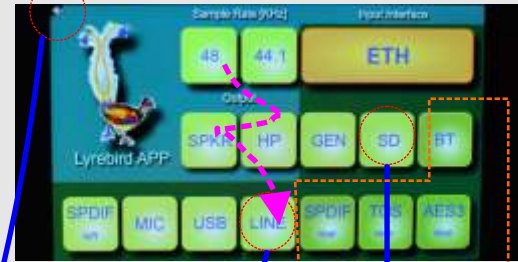 Sample Rate [KHz] Input Interface
48 44.1 ETH
Output
SPKR HP GEN SD BT
Lyrebird APP
SPDIF MIC USB LINE SPDIF TOS AES3